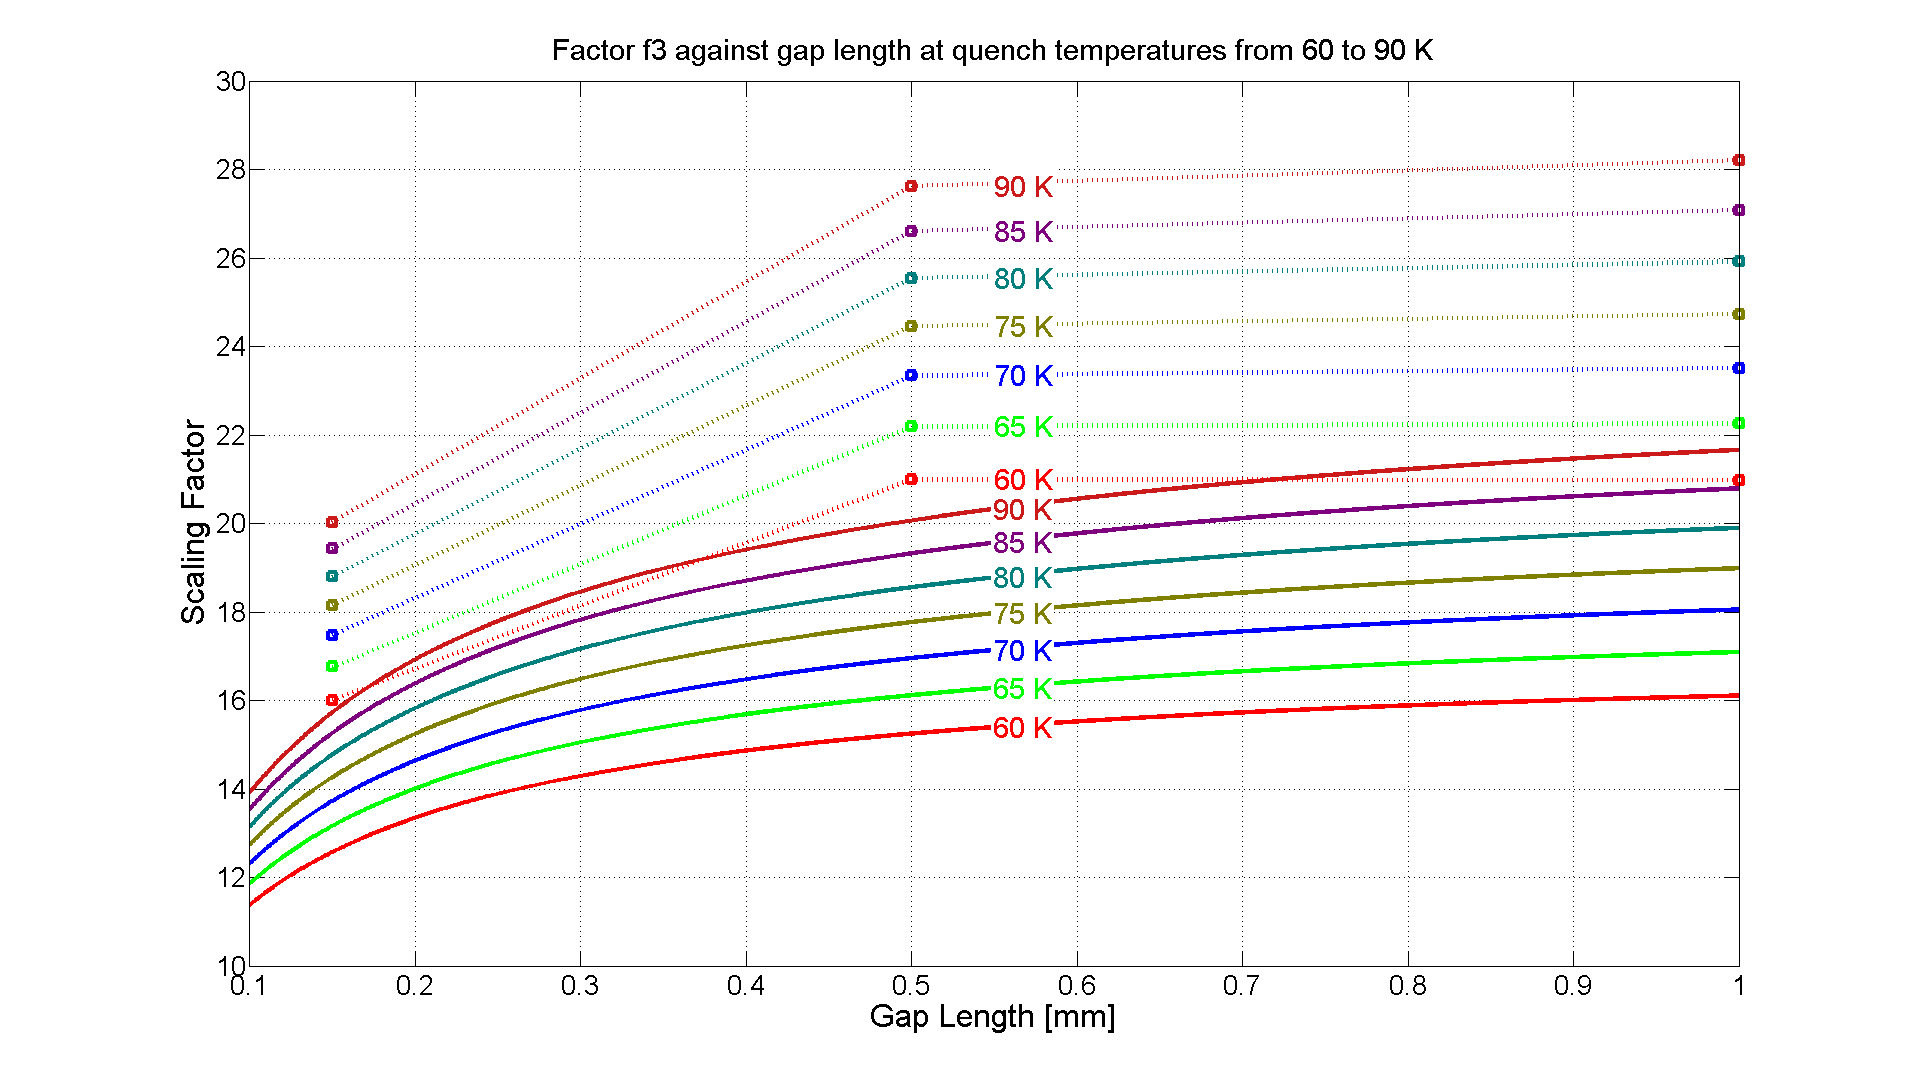 Factor f3 against gap length at quench temperatures from 60 to 90 K
30
28
26
24
22
20
18
16
14
12
10
Scaling Factor
90 K
85 K
80 K
75 K
70 K
65 K
60 K
90 K
85 K
80 K
75 K
70 K
65 K
60 K
0.1 0.2 0.3 0.4 0.5 0.6 0.7 0.8 0.9 1
Gap Length [mm]